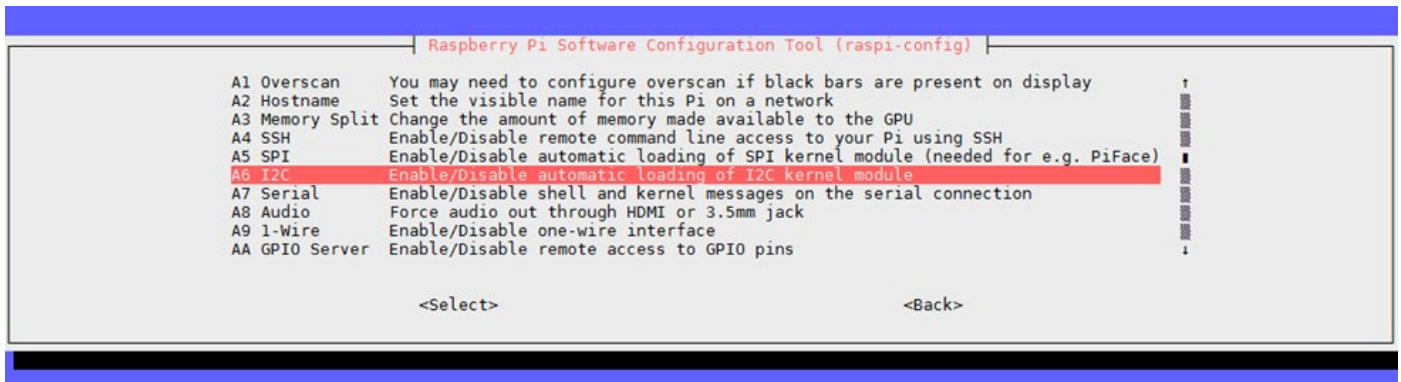 Raspberry Pi Software Configuration Tool (raspi-config)
A1 Overscan You may need to configure overscan if black bars are present on display
A2 Hostname Set the visible name for this Pi on a network
A3 Memory Split Change the amount of memory made available to the GPU
A4 SSH Enable/Disable remote command line access to your Pi using SSH
A5 SPI Enable/Disable automatic loading of SPI kernel module (needed for e.g. PiFace)
A6 I2C Enable/Disable automatic loading of I2C kernel module
A7 Serial Enable/Disable shell and kernel messages on the serial connection
A8 Audio Force audio out through HDMI or 3.5mm jack
A9 1-Wire Enable/Disable one-wire interface
AA GPIO Server Enable/Disable remote access to GPIO pins
<Select> <Back>